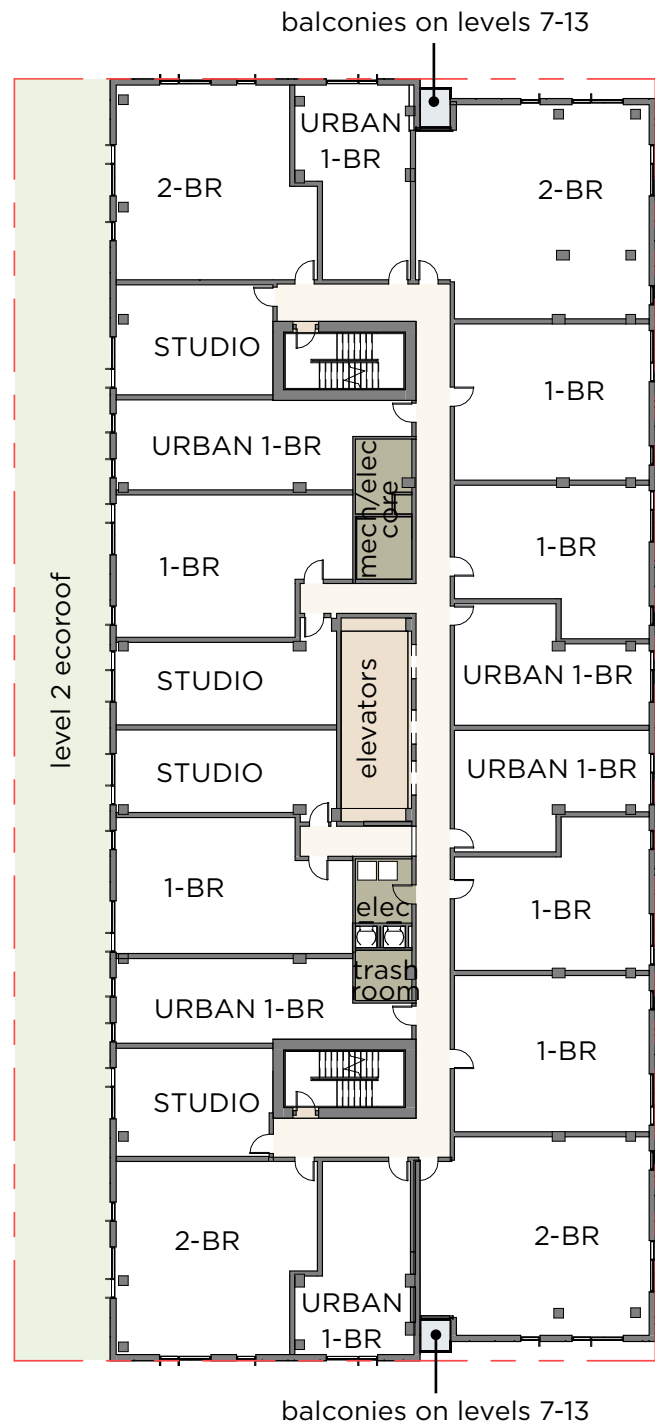 balconies on levels 7-13
URBAN
1-BR
2-BR
2-BR
STUDIO
1-BR
URBAN 1-BR
mech/elec
core
1-BR
1-BR
level 2 ecoroof
STUDIO
elevators
URBAN 1-BR
STUDIO
URBAN 1-BR
1-BR
elec
1-BR
trash
room
URBAN 1-BR
1-BR
STUDIO
2-BR
2-BR
URBAN
1-BR
balconies on levels 7-13